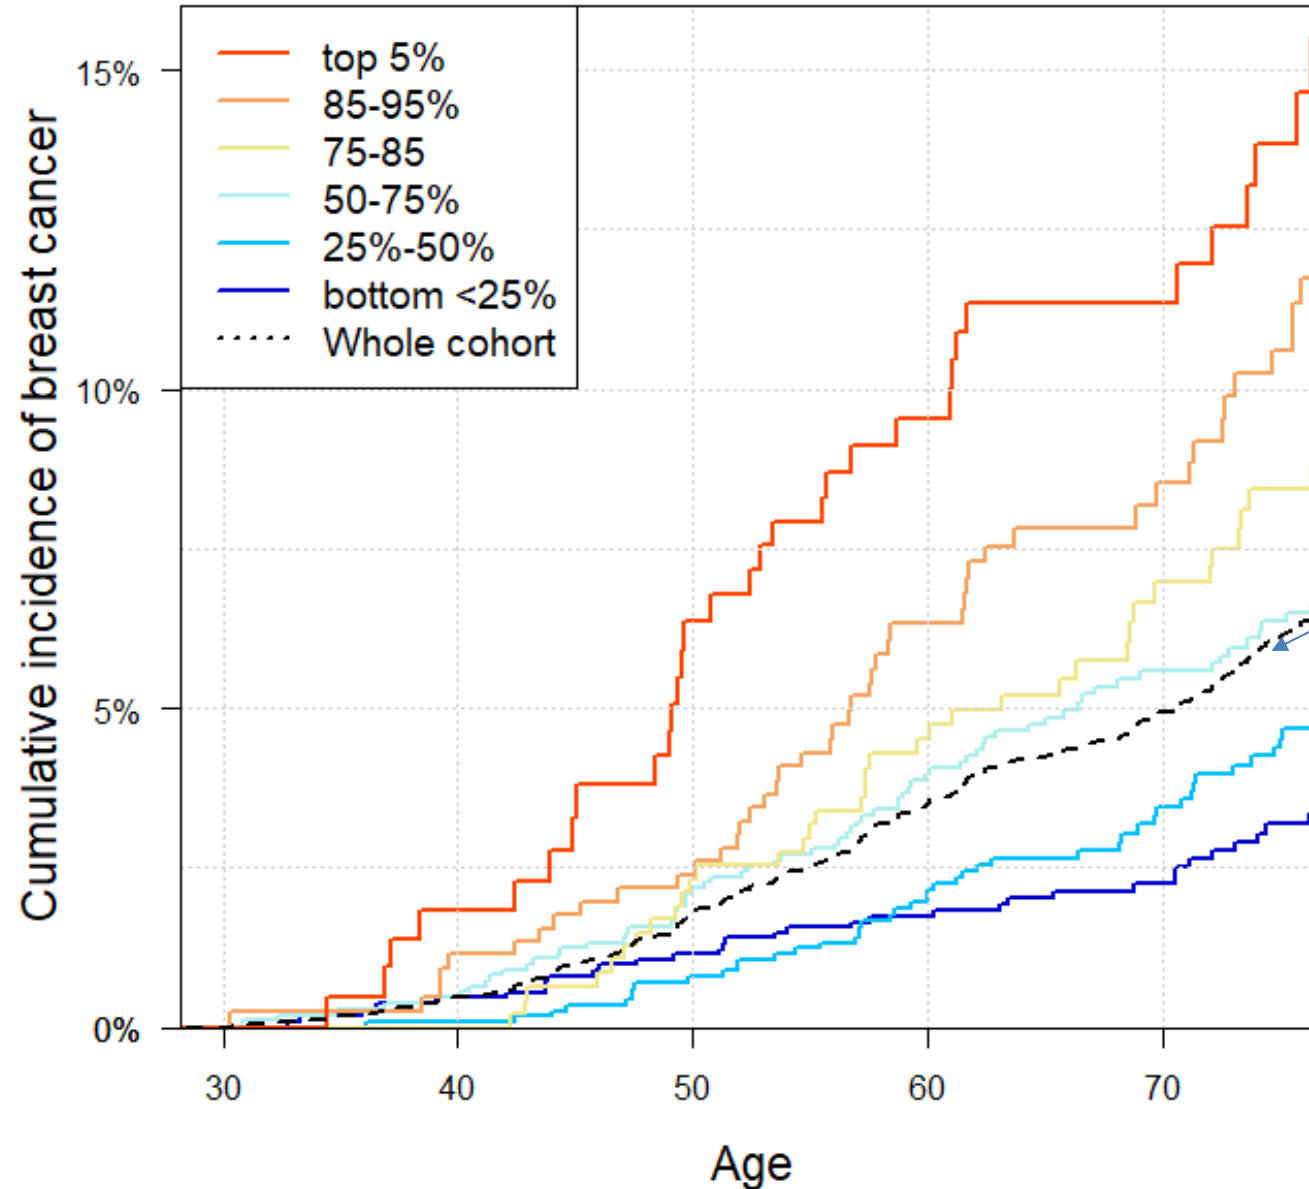 top 5%
85-95%
75-85
50-75%
25%-50%
bottom <25%
Whole cohort
Cumulative incidence of breast cancer
15%
10%
5%
0%
30 40 50 60 70
Age